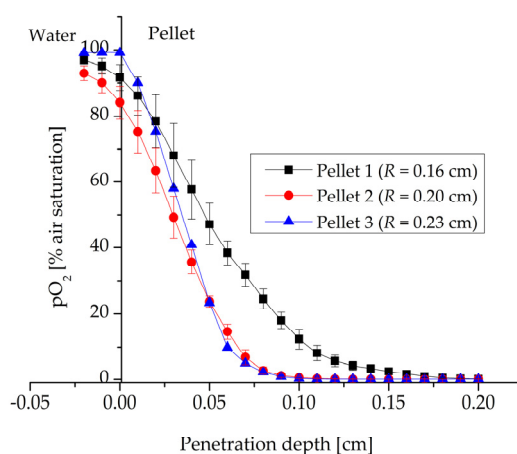 Water Pellet
100
80
60
40
20
0
pO2 [% air saturation]
Pellet 1 (R = 0.16 cm)
Pellet 2 (R = 0.20 cm)
Pellet 3 (R = 0.23 cm)
-0.05 0.00 0.05 0.10 0.15 0.20
Penetration depth [cm]